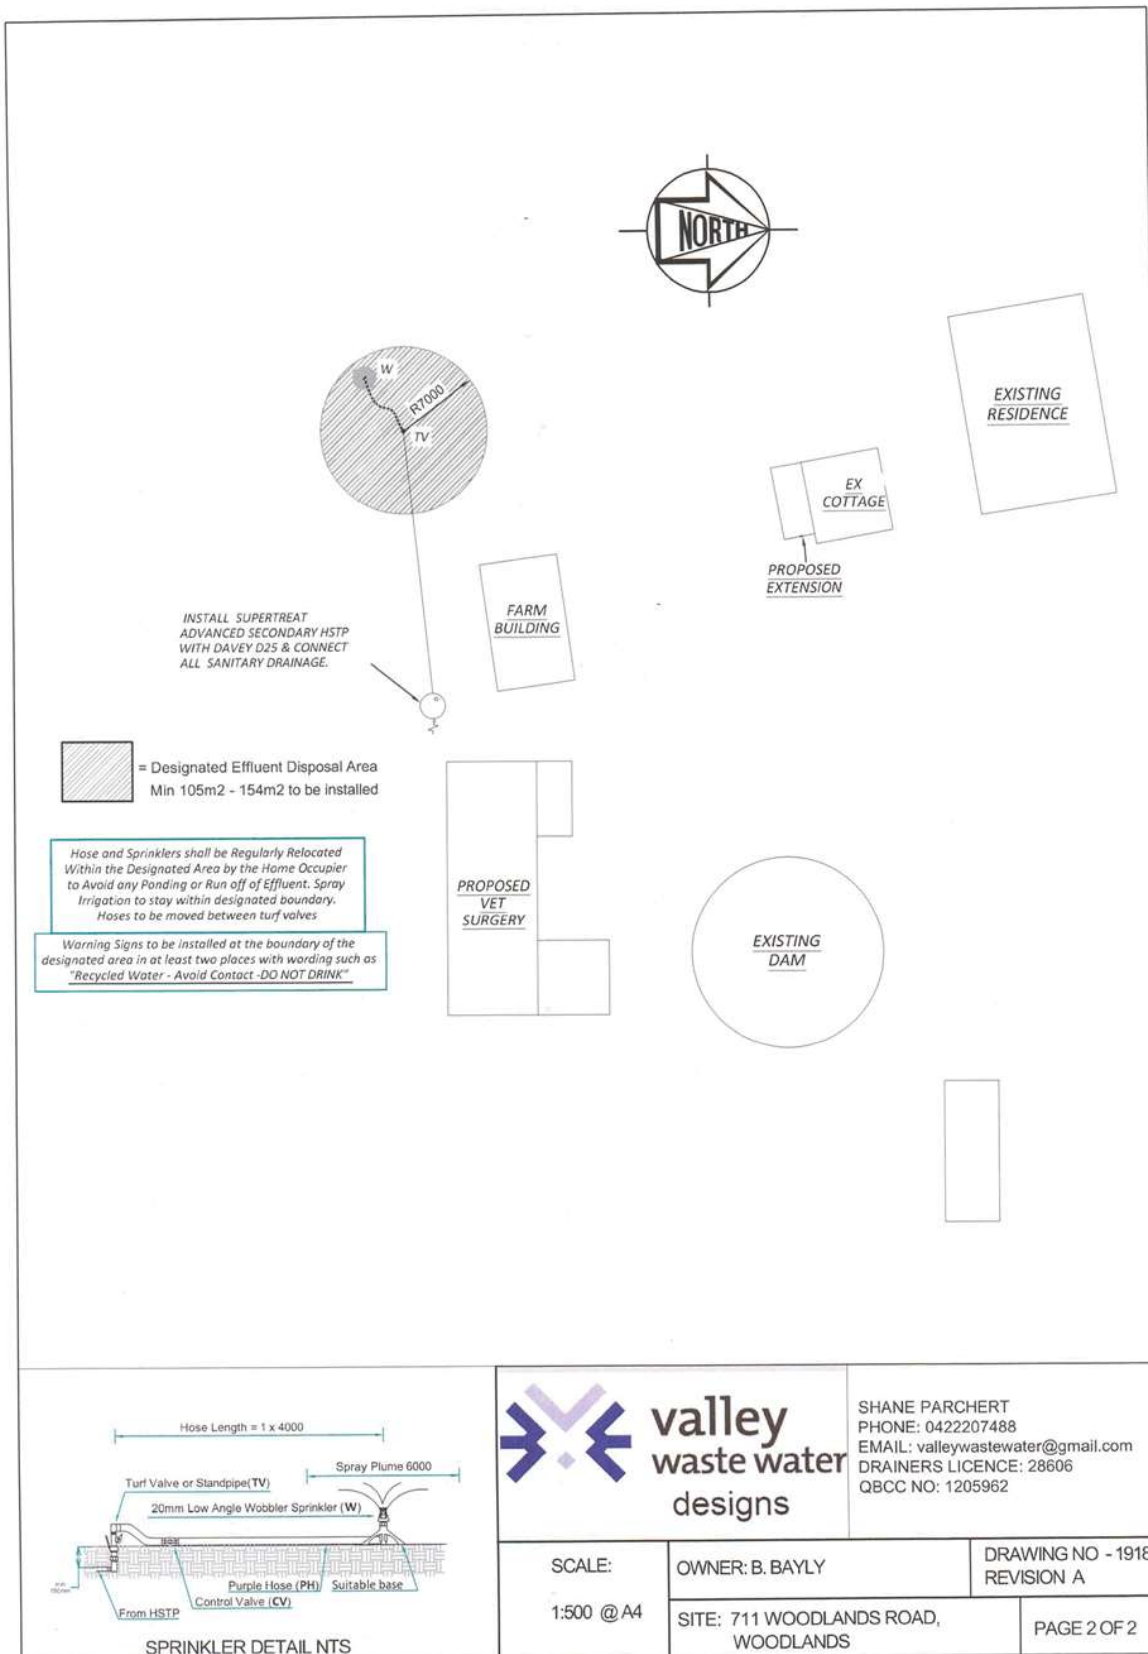 NORTH
W
R7000
TV
EXISTING
RESIDENCE
EX
COTTAGE
PROPOSED
EXTENSION
FARM
BUILDING
INSTALL SUPERTREAT
ADVANCED SECONDARY HSTP
WITH DAVEY D25 & CONNECT
ALL SANITARY DRAINAGE.
= Designated Effluent Disposal Area
Min 105m2 - 154m2 to be installed
Hose and Sprinklers shall be Regularly Relocated
Within the Designated Area by the Home Occupier
to Avoid any Ponding or Run off of Effluent. Spray
Irrigation to stay within designated boundary.
Hoses to be moved between turf valves
Warning Signs to be installed at the boundary of the
designated area in at least two places with wording such as
"Recycled Water - Avoid Contact -DO NOT DRINK"
PROPOSED
VET
SURGERY
EXISTING
DAM
Hose Length = 1 x 4000
Spray Plume 6000
Turf Valve or Standpipe(TV)
20mm Low Angle Wobbler Sprinkler (W)
Purple Hose (PH)
Suitable base
Control Valve (CV)
From HSTP
SPRINKLER DETAIL NTS
valley
waste water
designs
SHANE PARCHERT
PHONE: 0422207488
EMAIL: valleywastewater@gmail.com
DRAINERS LICENCE: 28606
QBCC NO: 1205962
SCALE:
1:500 @ A4
OWNER: B. BAYLY
DRAWING NO - 1918
REVISION A
SITE: 711 WOODLANDS ROAD,
WOODLANDS
PAGE 2 OF 2